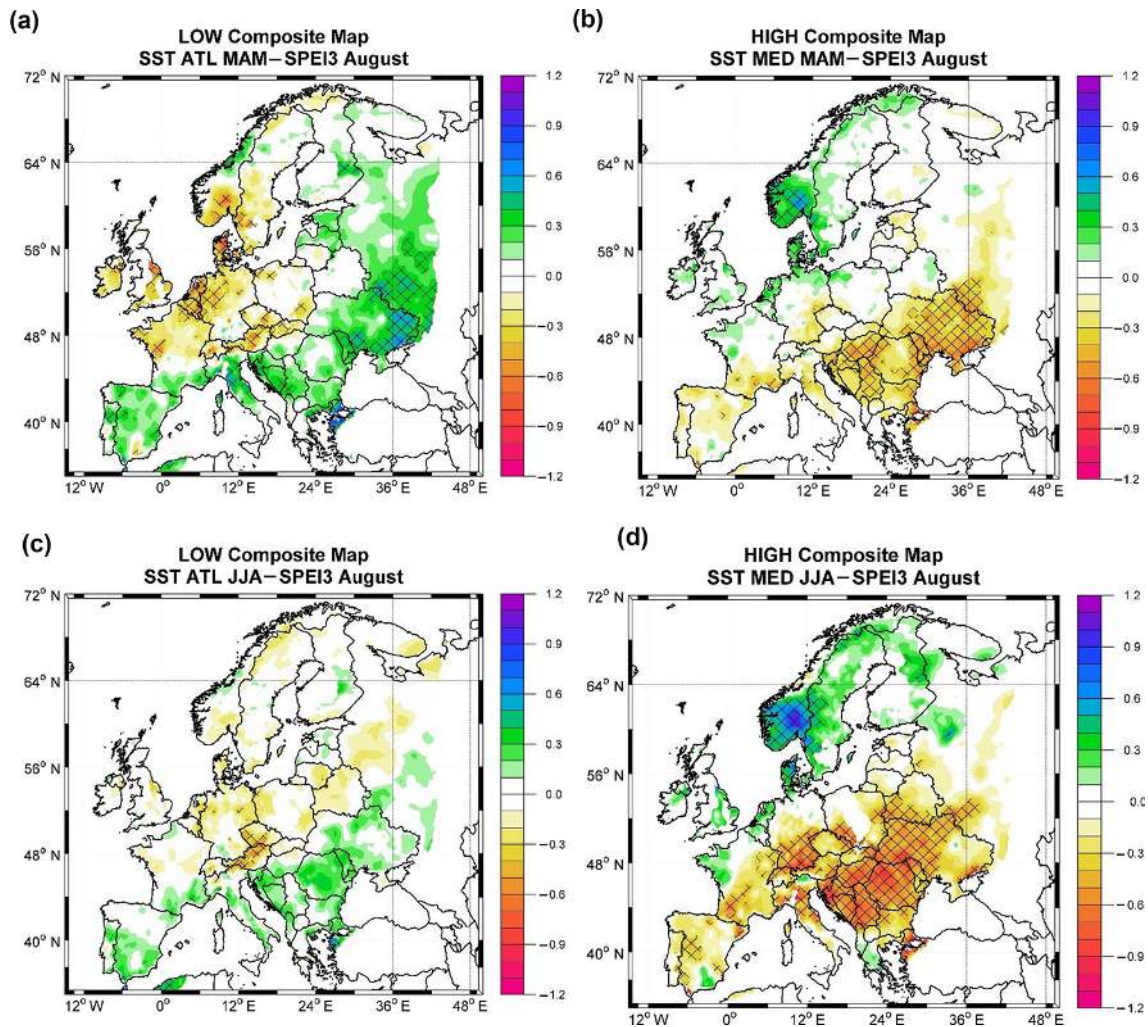 (a)
LOW Composite Map
SST ATL MAM−SPEI3 August
72° N
64° N
56° N
48° N
40° N
12° W 0° 12° E 24° E 36° E 48° E
1.2
0.9
0.6
0.3
0.0
−0.3
−0.6
−0.9
−1.2
(b)
HIGH Composite Map
SST MED MAM−SPEI3 August
72° N
64° N
56° N
48° N
40° N
12° W 0° 12° E 24° E 36° E 48° E
1.2
0.9
0.6
0.3
0.0
−0.3
−0.6
−0.9
−1.2
(c)
LOW Composite Map
SST ATL JJA−SPEI3 August
72° N
64° N
56° N
48° N
40° N
12° W 0° 12° E 24° E 36° E 48° E
1.2
0.9
0.6
0.3
0.0
−0.3
−0.6
−0.9
−1.2
(d)
HIGH Composite Map
SST MED JJA−SPEI3 August
72° N
64° N
56° N
48° N
40° N
12° W 0° 12° E 24° E 36° E 48° E
1.2
0.9
0.6
0.3
0.0
−0.3
−0.6
−0.9
−1.2